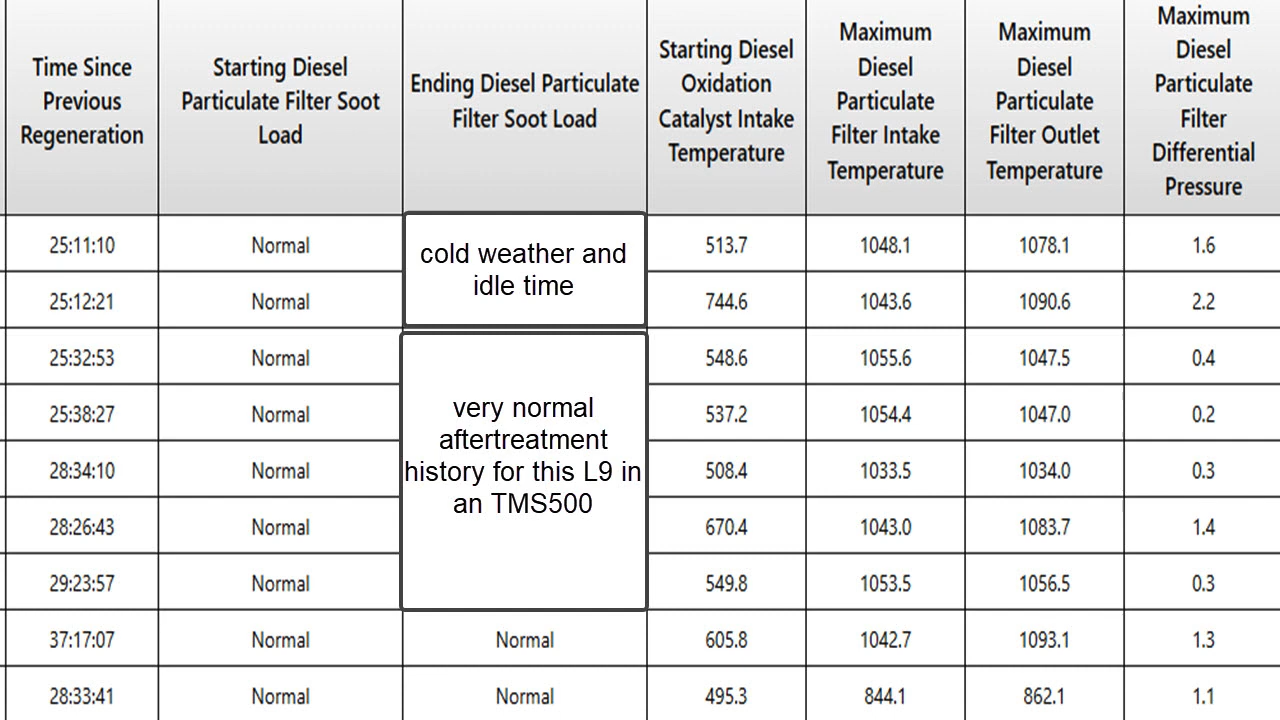 Time Since Previous Regeneration | Starting Diesel Particulate Filter Soot Load | Ending Diesel Particulate Filter Soot Load | Starting Diesel Oxidation Catalyst Intake Temperature | Maximum Diesel Particulate Filter Intake Temperature | Maximum Diesel Particulate Filter Outlet Temperature | Maximum Diesel Particulate Filter Differential Pressure
25:11:10 Normal 513.7 1048.1 1078.1 1.6
cold weather and
idle time
25:12:21 Normal 744.6 1043.6 1090.6 2.2
25:32:53 Normal 548.6 1055.6 1047.5 0.4
very normal
aftertreatment
history for this L9 in
an TMS500
25:38:27 Normal 537.2 1054.4 1047.0 0.2
28:34:10 Normal 508.4 1033.5 1034.0 0.3
28:26:43 Normal 670.4 1043.0 1083.7 1.4
29:23:57 Normal 549.8 1053.5 1056.5 0.3
37:17:07 Normal Normal 605.8 1042.7 1093.1 1.3
28:33:41 Normal Normal 495.3 844.1 862.1 1.1